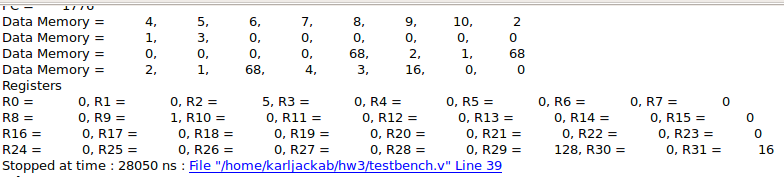 PC = 1776
Data Memory = 4, 5, 6, 7, 8, 9, 10, 2
Data Memory = 1, 3, 0, 0, 0, 0, 0, 0
Data Memory = 0, 0, 0, 0, 68, 2, 1, 68
Data Memory = 2, 1, 68, 4, 3, 16, 0, 0
Registers
R0 = 0, R1 = 0, R2 = 5, R3 = 0, R4 = 0, R5 = 0, R6 = 0, R7 = 0
R8 = 0, R9 = 1, R10 = 0, R11 = 0, R12 = 0, R13 = 0, R14 = 0, R15 = 0
R16 = 0, R17 = 0, R18 = 0, R19 = 0, R20 = 0, R21 = 0, R22 = 0, R23 = 0
R24 = 0, R25 = 0, R26 = 0, R27 = 0, R28 = 0, R29 = 128, R30 = 0, R31 = 16
Stopped at time : 28050 ns : File "/home/karljackab/hw3/testbench.v" Line 39